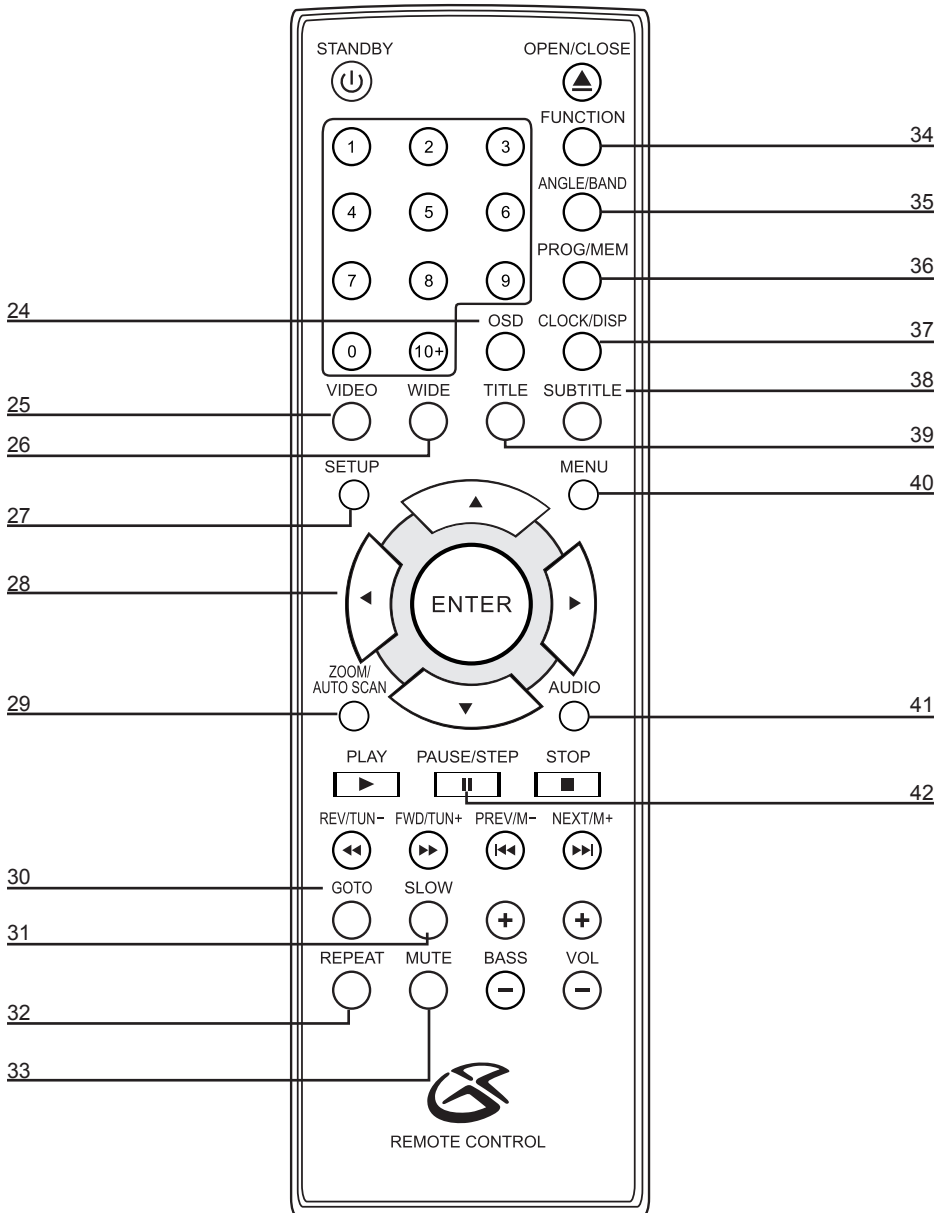 STANDBY OPEN/CLOSE
FUNCTION
34
1 2 3
ANGLE/BAND
35
4 5 6
PROG/MEM
36
7 8 9
24
OSD CLOCK/DISP
37
0 10+
38
VIDEO WIDE TITLE SUBTITLE
25
39
26
SETUP MENU
40
27
28
ENTER
ZOOM/
AUTO SCAN AUDIO
29
41
PLAY PAUSE/STEP STOP
42
REV/TUN- FWD/TUN+ PREV/M- NEXT/M+
30
GOTO SLOW
+ +
31
REPEAT MUTE BASS VOL
- -
32
33
REMOTE CONTROL